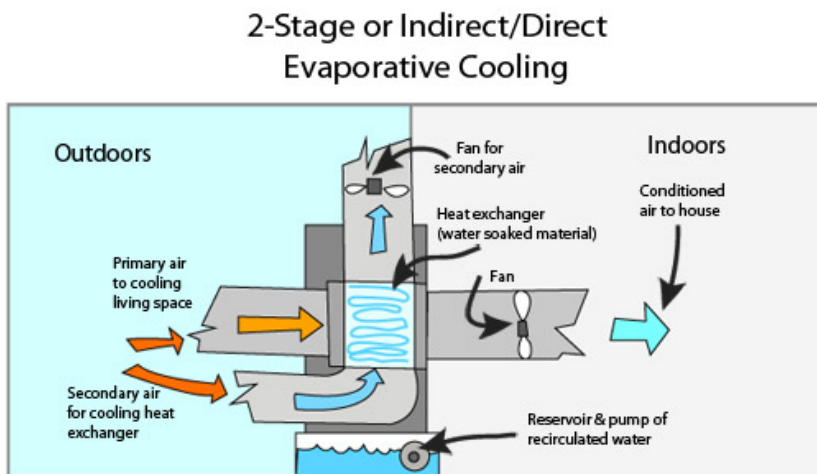 2-Stage or Indirect/Direct
Evaporative Cooling
Outdoors
Indoors
Fan for
secondary air
Conditioned
air to house
Heat exchanger
(water soaked material)
Fan
Primary air
to cooling
living space
Secondary air
for cooling heat
exchanger
Reservoir & pump of
recirculated water